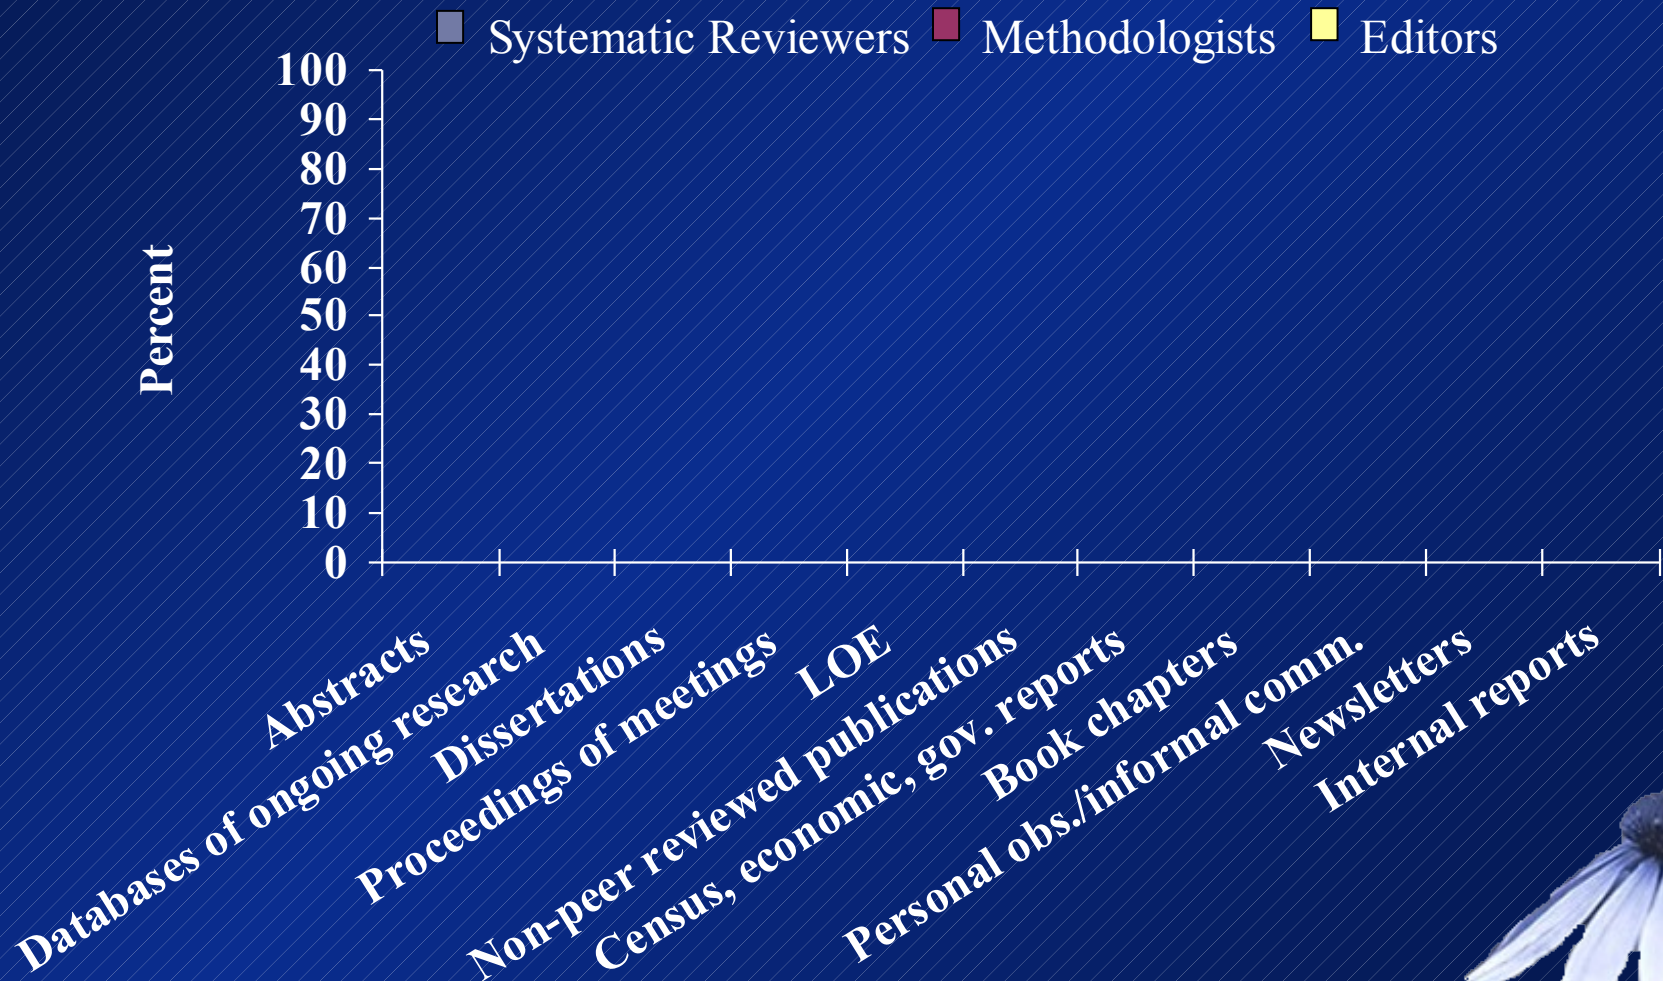 Systematic Reviewers Methodologists Editors
100
90
80
70
60
50
40
30
20
10
0
Percent
Abstracts
Databases of ongoing research
Dissertations
Proceedings of meetings
LOE
Non-peer reviewed publications
Census, economic, gov. reports
Book chapters
Personal obs./informal comm.
Newsletters
Internal reports